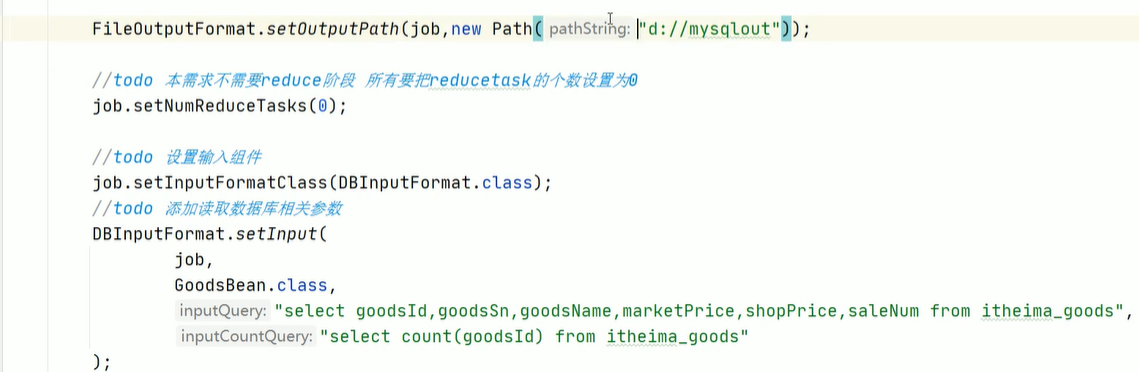 FileOutputFormat.setOutputPath(job,new Path( pathString: "d://mysqlout"));
//todo 本需求不需要reduce阶段 所有要把reducetask的个数设置为0
job.setNumReduceTasks(0);
//todo 设置输入组件
job.setInputFormatClass(DBInputFormat.class);
//todo 添加读取数据库相关参数
DBInputFormat.setInput(
job,
GoodsBean.class,
inputQuery: "select goodsId,goodsSn,goodsName,marketPrice,shopPrice,saleNum from itheima_goods",
inputCountQuery: "select count(goodsId) from itheima_goods"
);